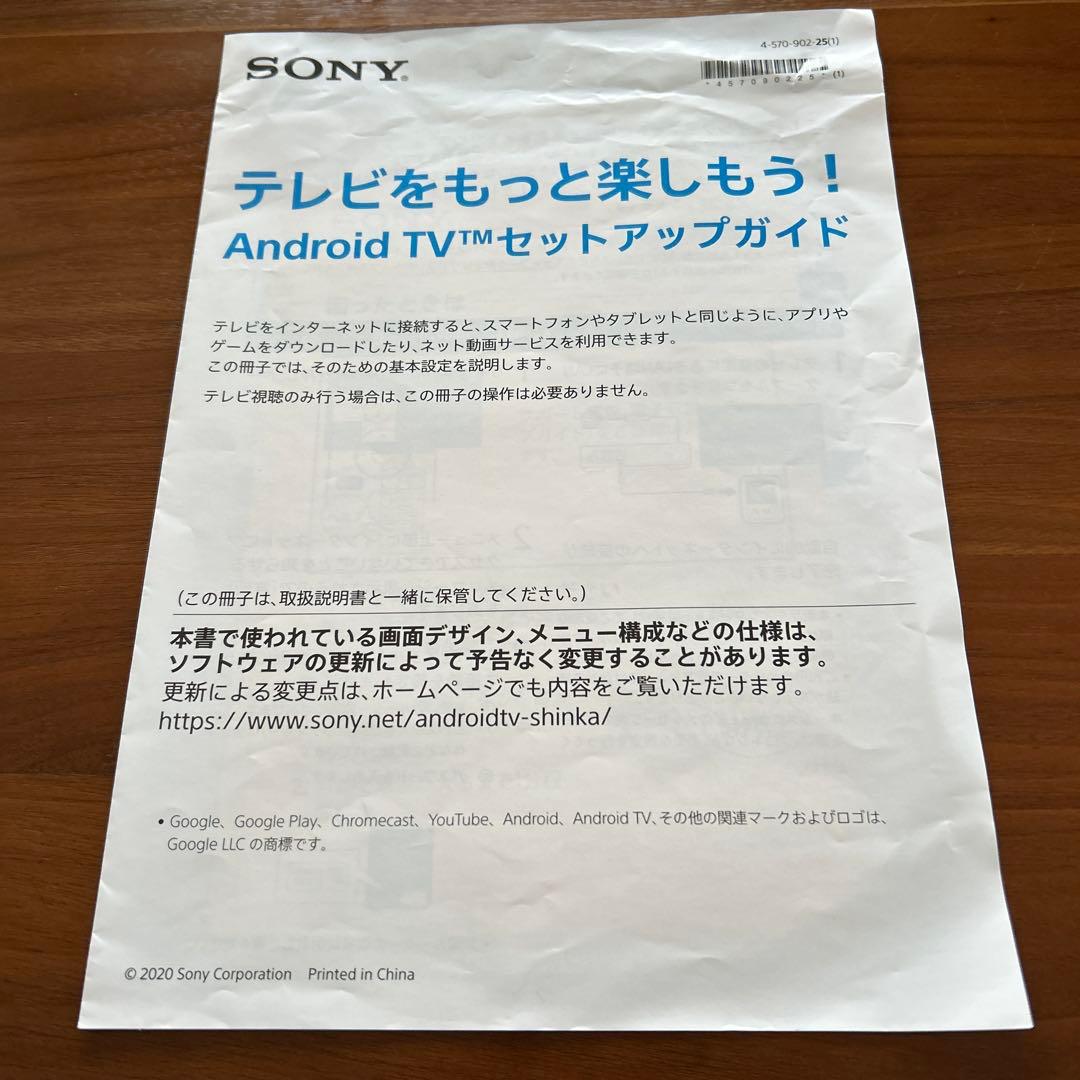 4-570-902-25(1)
SONY®
*457090225*(1)
テレビをもっと楽しもう!
Android TV™セットアップガイド
テレビをインターネットに接続すると、スマートフォンやタブレットと同じように、アプリや
ゲームをダウンロードしたり、ネット動画サービスを利用できます。
この冊子では、そのための基本設定を説明します。
テレビ視聴のみ行う場合は、この冊子の操作は必要ありません。
(この冊子は、取扱説明書と一緒に保管してください。)
本書で使われている画面デザイン、メニュー構成などの仕様は、
ソフトウェアの更新によって予告なく変更することがあります。
更新による変更点は、ホームページでも内容をご覧いただけます。
https://www.sony.net/androidtv-shinka/
• Google、Google Play、Chromecast、YouTube、Android、Android TV、その他の関連マークおよびロゴは、
Google LLC の商標です。
© 2020 Sony Corporation Printed in China